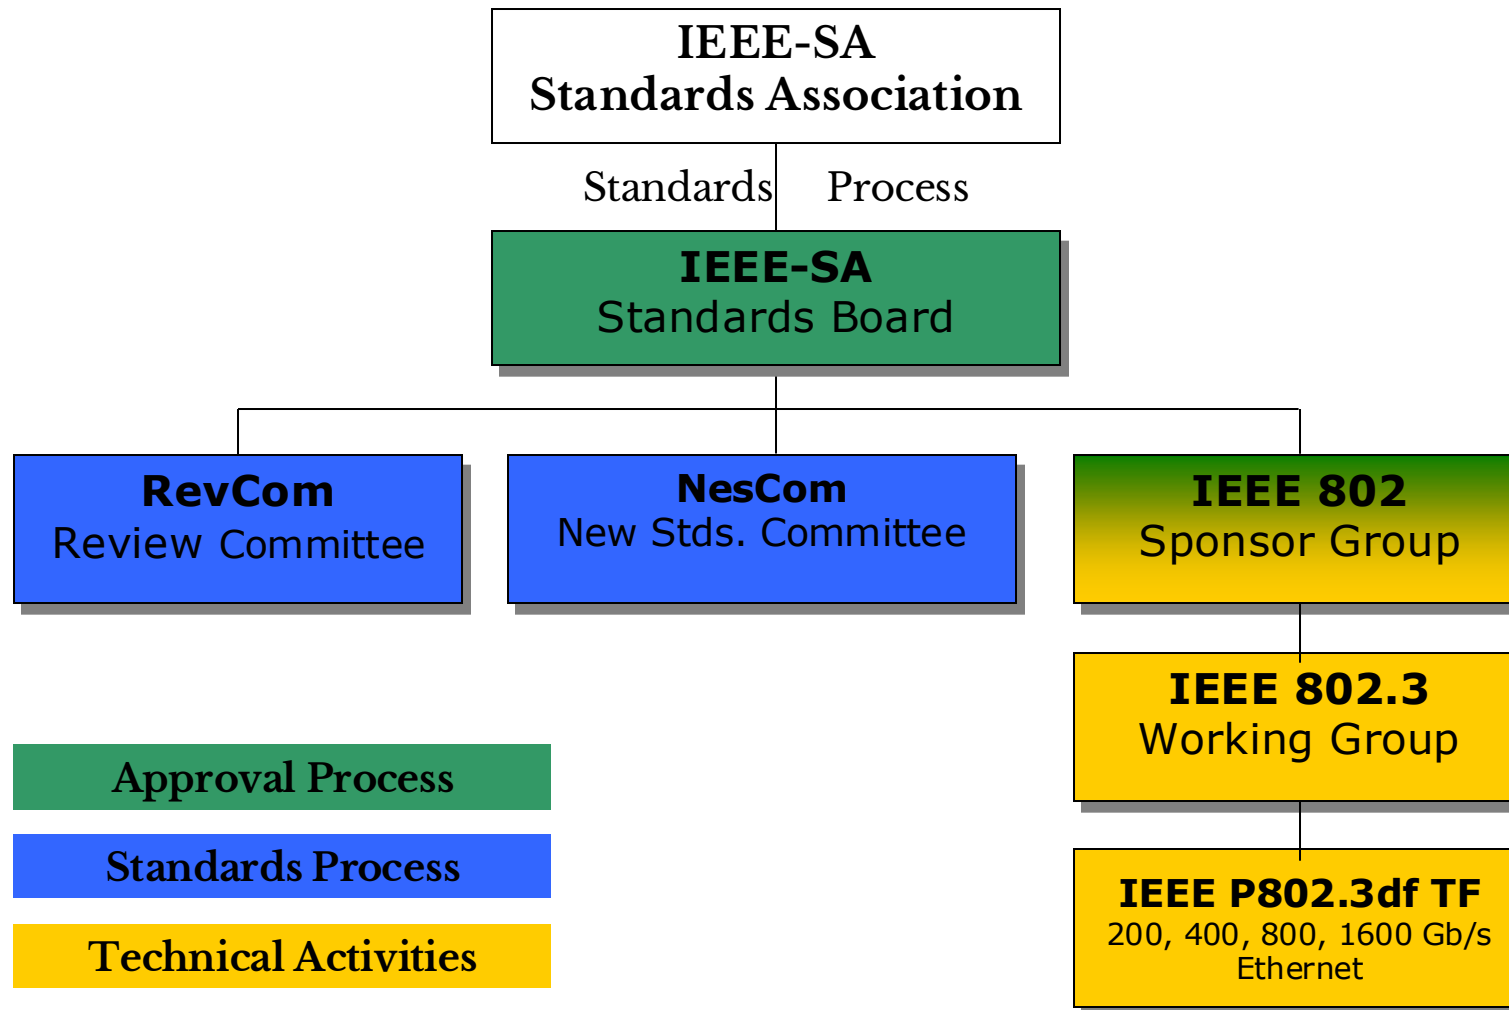 IEEE-SA
Standards Association
Standards Process
IEEE-SA
Standards Board
RevCom
Review Committee
NesCom
New Stds. Committee
IEEE 802
Sponsor Group
IEEE 802.3
Working Group
Approval Process
Standards Process
Technical Activities
IEEE P802.3df TF
200, 400, 800, 1600 Gb/s
Ethernet